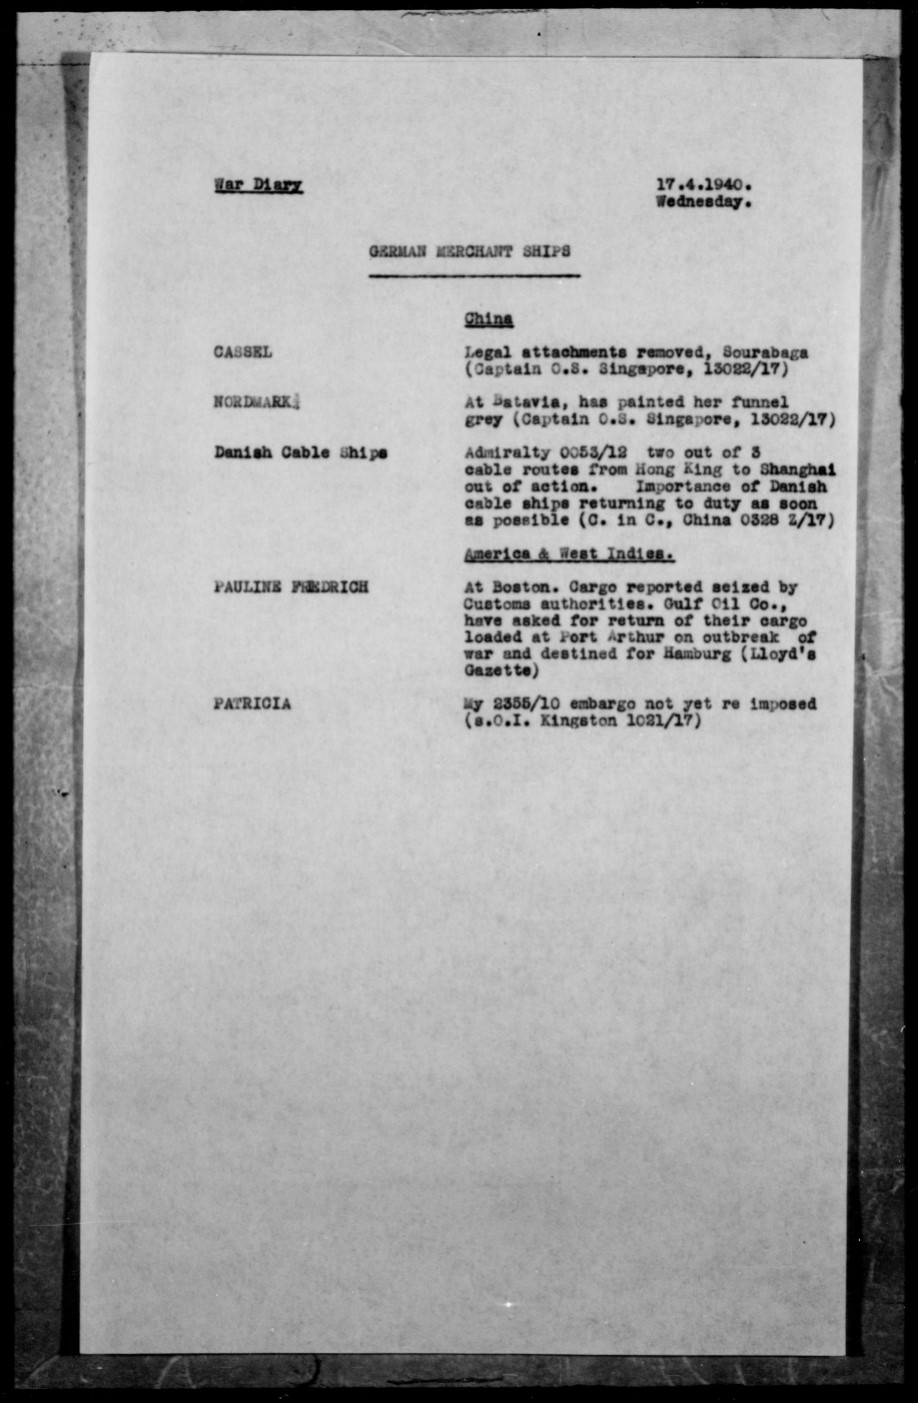 War Diary
17.4.1940.
Wednesday.
GERMAN MERCHANT SHIPS
China
CASSEL
Legal attachments removed, Sourabaga
(Captain O.S. Singapore, 13022/17)
NORDMARK
At Batavia, has painted her funnel
grey (Captain O.S. Singapore, 13022/17)
Danish Cable Ships
Admiralty 0053/12 two out of 3
cable routes from Hong King to Shanghai
out of action. Importance of Danish
cable ships returning to duty as soon
as possible (C. in C., China 0328 Z/17)
America & West Indies.
PAULINE FRIEDRICH
At Boston. Cargo reported seized by
Customs authorities. Gulf Oil Co.,
have asked for return of their cargo
loaded at Port Arthur on outbreak of
war and destined for Hamburg (Lloyd's
Gazette)
PATRICIA
My 2355/10 embargo not yet re imposed
(s.O.I. Kingston 1021/17)